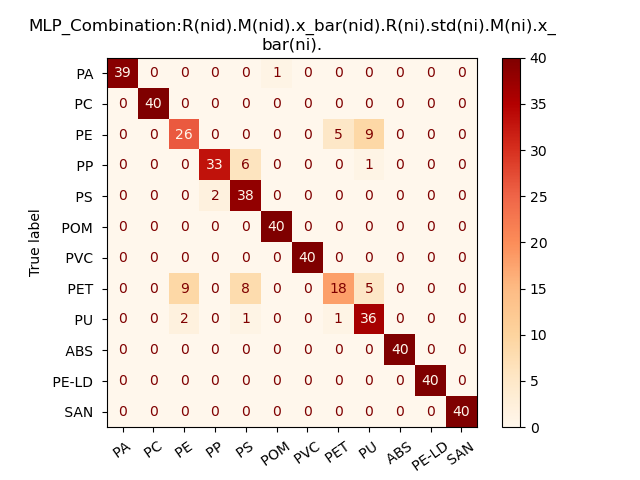 MLP_Combination:R(nid).M(nid).x_bar(nid).R(ni).std(ni).M(ni).x_
bar(ni).
PA 39 0 0 0 0 1 0 0 0 0 0 0
PC 0 40 0 0 0 0 0 0 0 0 0 0
PE 0 0 26 0 0 0 0 5 9 0 0 0
PP 0 0 0 33 6 0 0 0 1 0 0 0
PS 0 0 0 2 38 0 0 0 0 0 0 0
POM 0 0 0 0 0 40 0 0 0 0 0 0
PVC 0 0 0 0 0 0 40 0 0 0 0 0
PET 0 0 9 0 8 0 0 18 5 0 0 0
PU 0 0 2 0 1 0 0 1 36 0 0 0
ABS 0 0 0 0 0 0 0 0 0 40 0 0
PE-LD 0 0 0 0 0 0 0 0 0 0 40 0
SAN 0 0 0 0 0 0 0 0 0 0 0 40
PA PC PE PP PS POM PVC PET PU ABS PE-LD SAN
True label
40
35
30
25
20
15
10
5
0